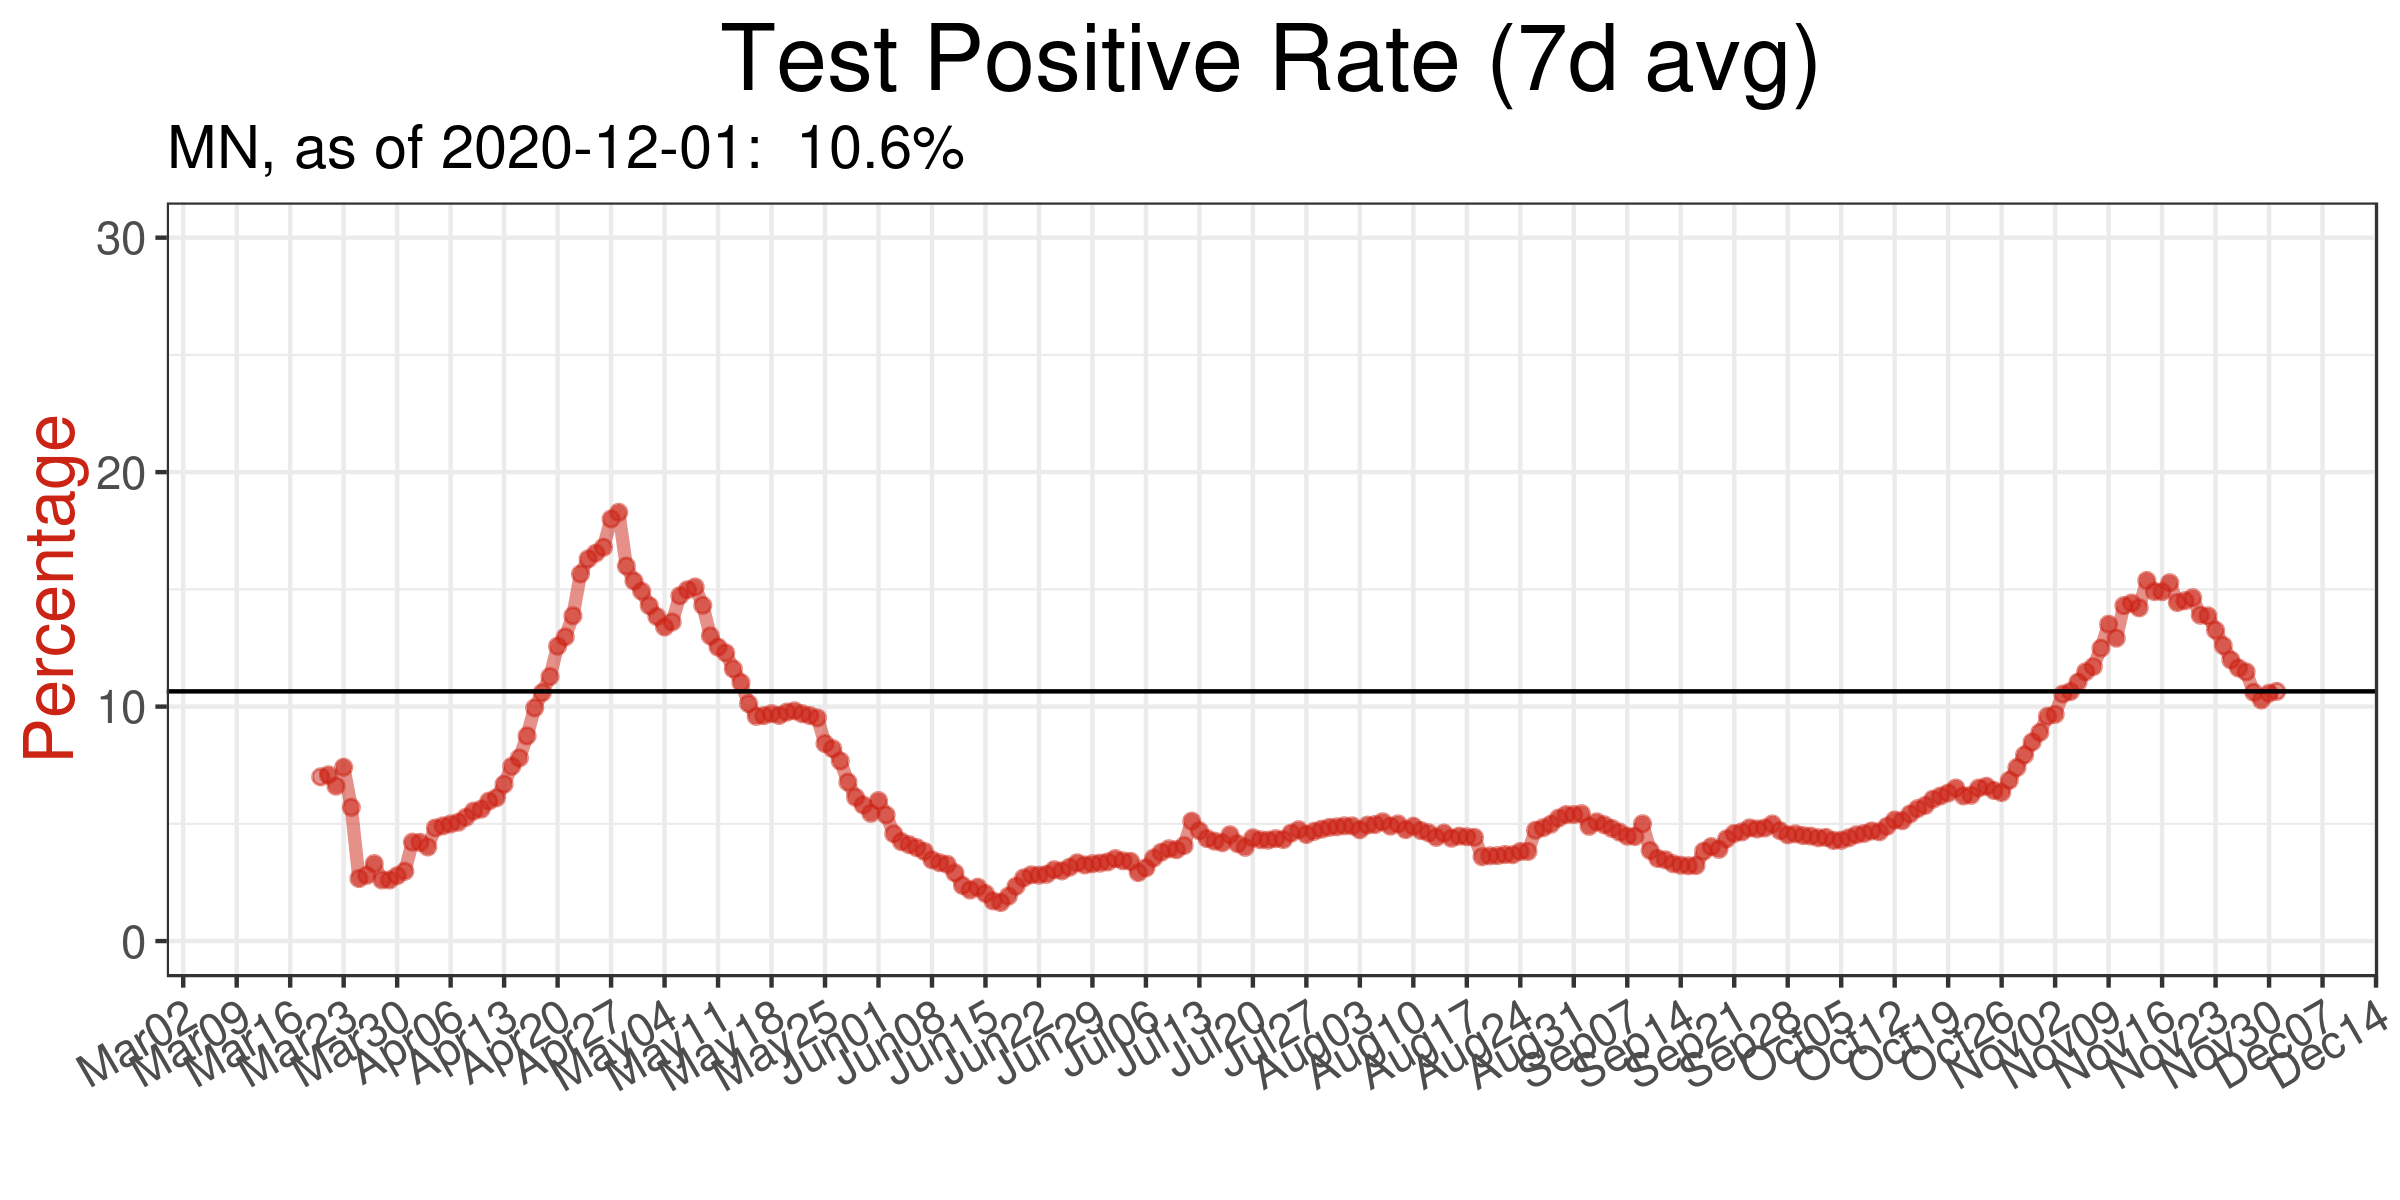 Test Positive Rate (7d avg)
MN, as of 2020-12-01:  10.6%
Percentage
30
20
10
0
Mar02
Mar09
Mar16
Mar23
Mar30
Apr06
Apr13
Apr20
Apr27
May04
May11
May18
May25
Jun01
Jun08
Jun15
Jun22
Jun29
Jul06
Jul13
Jul20
Jul27
Aug03
Aug10
Aug17
Aug24
Aug31
Sep07
Sep14
Sep21
Sep28
Oct05
Oct12
Oct19
Oct26
Nov02
Nov09
Nov16
Nov23
Nov30
Dec07
Dec14